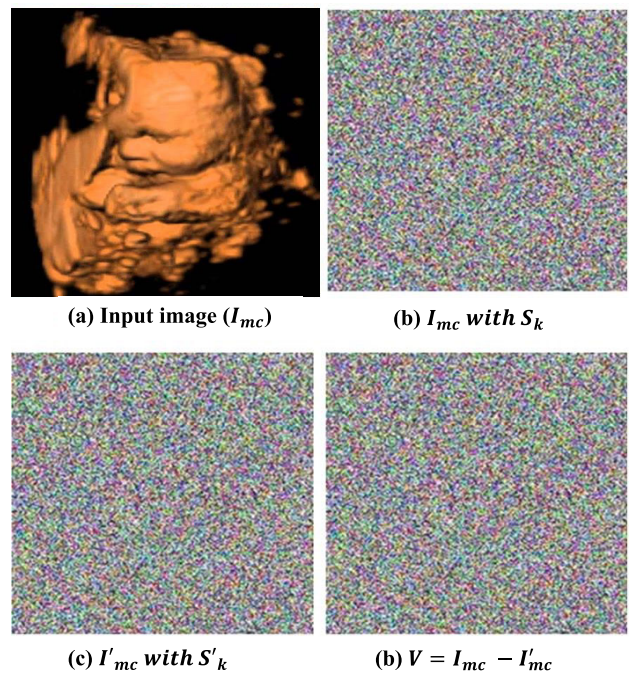 (a) Input image (I_mc)
(b) I_mc with S_k
(c) I'_mc with S'_k
(b) V = I_mc − I'_mc